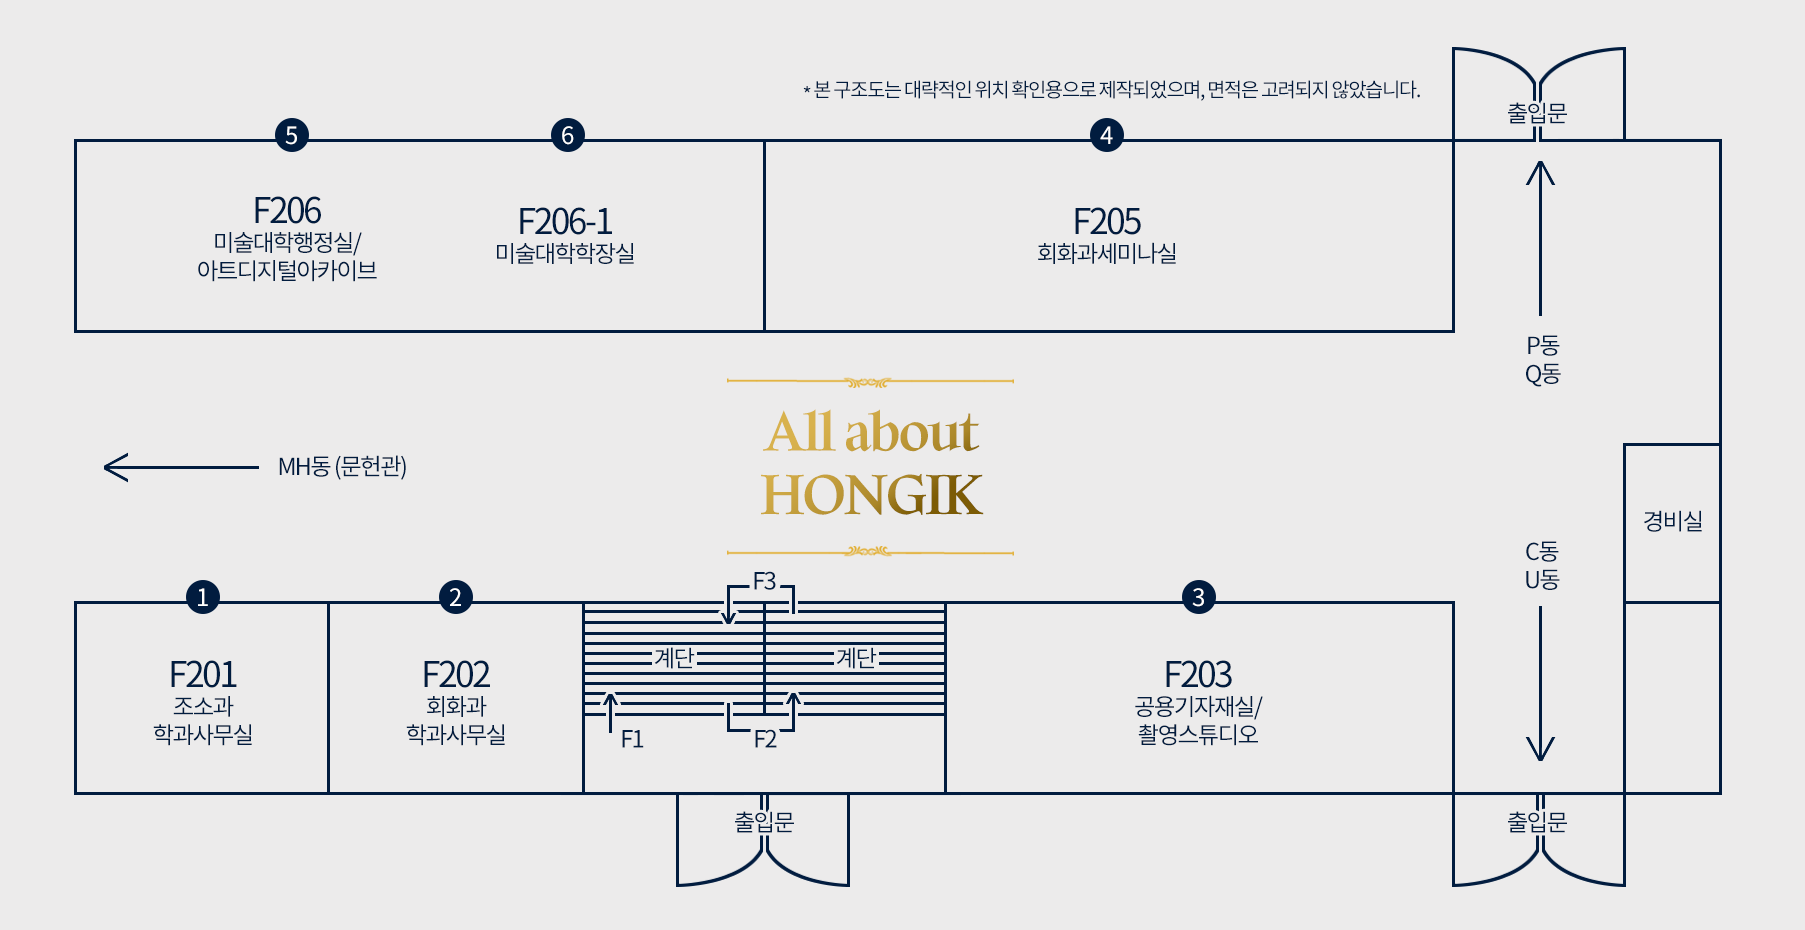 * 본 구조도는 대략적인 위치 확인용으로 제작되었으며, 면적은 고려되지 않았습니다.
출입문
5
6
4
F206
미술대학행정실/
아트디지털아카이브
F206-1
미술대학학장실
F205
회화과세미나실
P동
Q동
All about
HONGIK
MH동 (문헌관)
경비실
C동
U동
1
2
3
F3
F201
조소과
학과사무실
F202
회화과
학과사무실
계단
계단
F1
F2
F203
공용기자재실/
촬영스튜디오
출입문
출입문